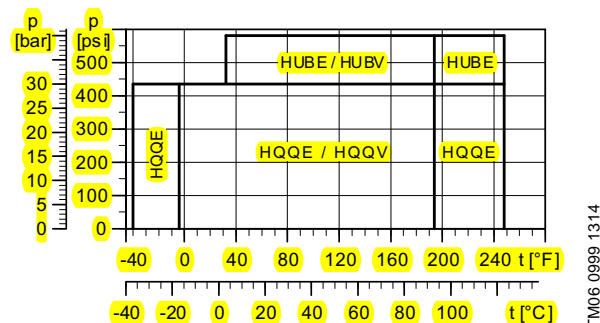 p p
[bar] [psi]
500 HUBE / HUBV HUBE
30 400
25
20 300
15 HQQE HQQE / HQQV HQQE
200
10
100
5
0 0
-40 0 40 80 120 160 200 240 t [°F]
-40 -20 0 20 40 60 80 100 t [°C]
TM06 0999 1314